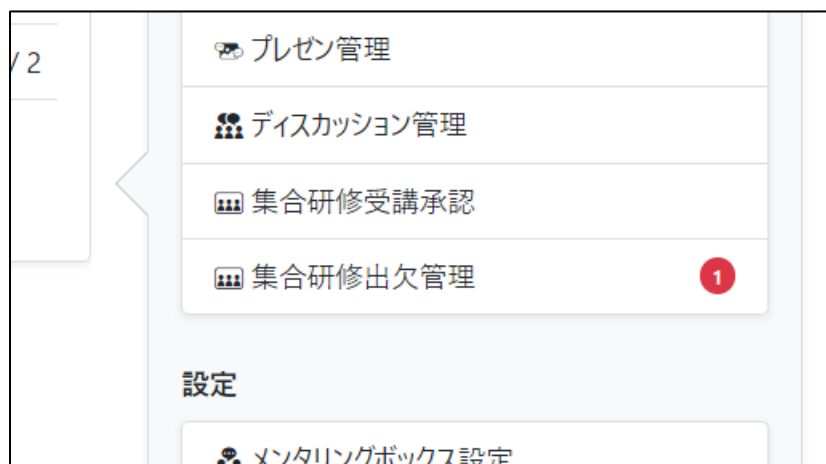 / 2
プレゼン管理
ディスカッション管理
集合研修受講承認
集合研修出欠管理
1
設定
メンタリングボックス設定